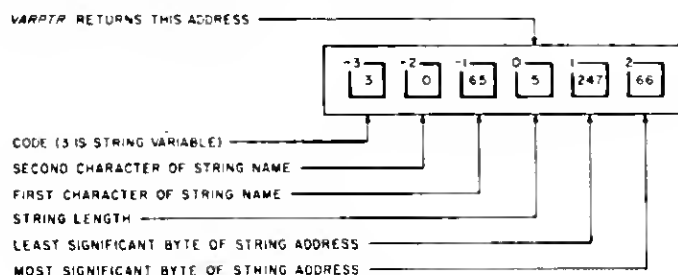 VARPTR RETURNS THIS ADDRESS
-3 -2 -1 0 1 2
3 0 65 5 247 66
CODE (3 IS STRING VARIABLE)
SECOND CHARACTER OF STRING NAME
FIRST CHARACTER OF STRING NAME
STRING LENGTH
LEAST SIGNIFICANT BYTE OF STRING ADDRESS
MOST SIGNIFICANT BYTE OF STRING ADDRESS